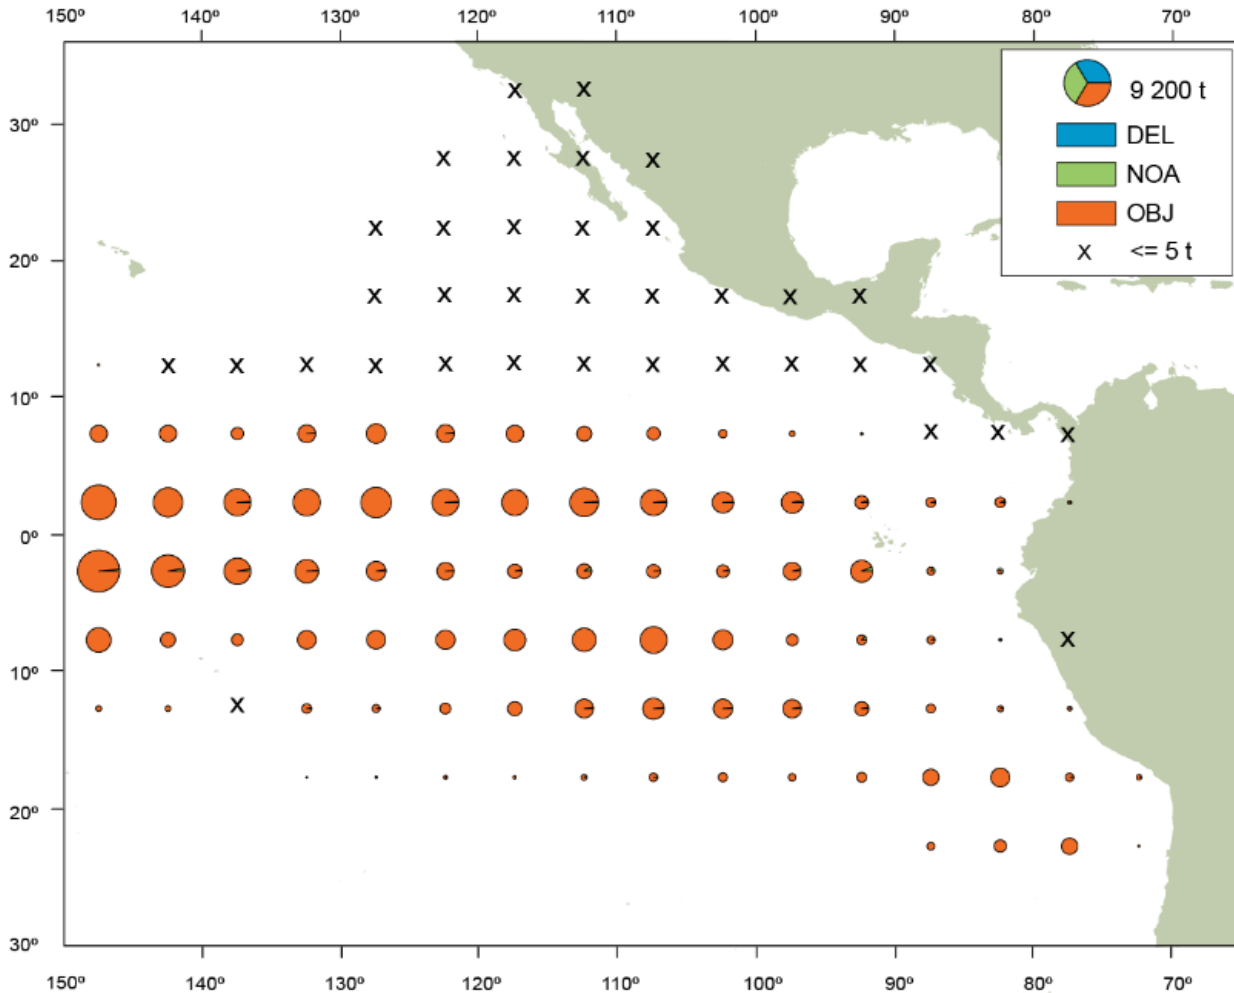 150º 140º 130º 120º 110º 100º 90º 80º 70º
9 200 t
DEL
NOA
OBJ
x <= 5 t
x x
30º
x x x x
x x x x x
20º
x x x x x x x x
x x x x x x x x x x x x
10º
x x x
0º
x
10º
x
20º
30º
150º 140º 130º 120º 110º 100º 90º 80º 70º